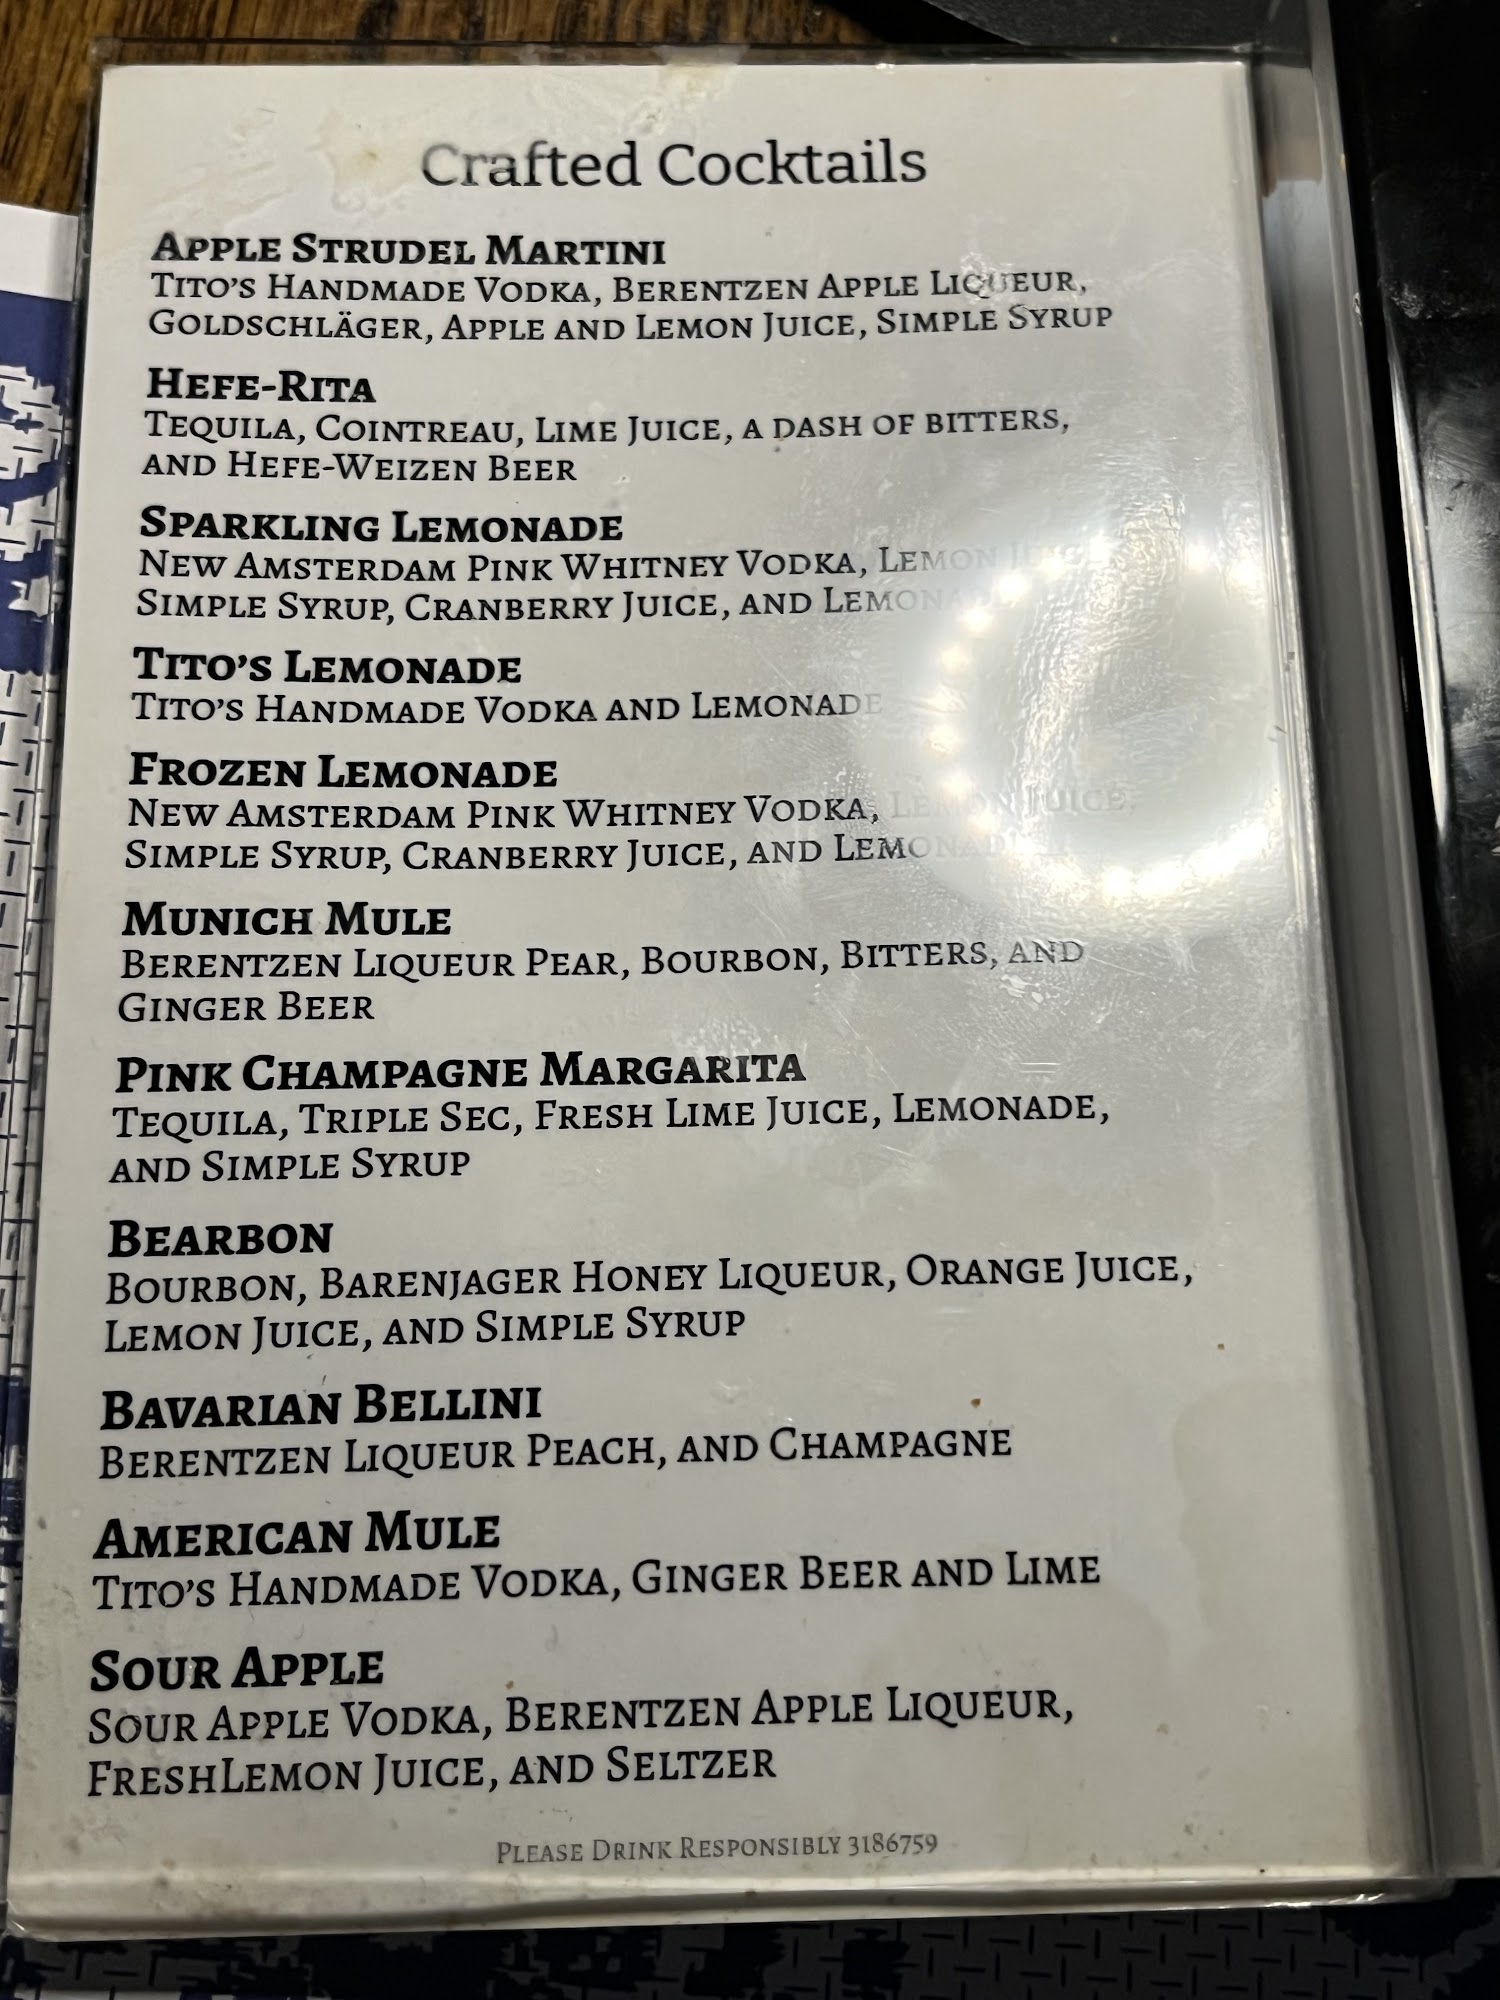 Crafted Cocktails
Apple Strudel Martini
Tito's Handmade Vodka, Berentzen Apple Liqueur,
Goldschläger, Apple and Lemon Juice, Simple Syrup
Hefe-Rita
Tequila, Cointreau, Lime Juice, a dash of bitters,
and Hefe-Weizen Beer
Sparkling Lemonade
New Amsterdam Pink Whitney Vodka, Lemon Juice
Simple Syrup, Cranberry Juice, and
Tito's Lemonade
Tito's Handmade Vodka and Lemonade
Frozen Lemonade
New Amsterdam Pink Whitney Vodka, Lemon Juice,
Simple Syrup, Cranberry Juice, and Lemonade
Munich Mule
Berentzen Liqueur Pear, Bourbon, Bitters, and
Ginger Beer
Pink Champagne Margarita
Tequila, Triple Sec, Fresh Lime Juice, Lemonade,
and Simple Syrup
Bearbon
Bourbon, Barenjager Honey Liqueur, Orange Juice,
Lemon Juice, and Simple Syrup
Bavarian Bellini
Berentzen Liqueur Peach, and Champagne
American Mule
Tito's Handmade Vodka, Ginger Beer and Lime
Sour Apple
Sour Apple Vodka, Berentzen Apple Liqueur,
FreshLemon Juice, and Seltzer
Please Drink Responsibly 3186759